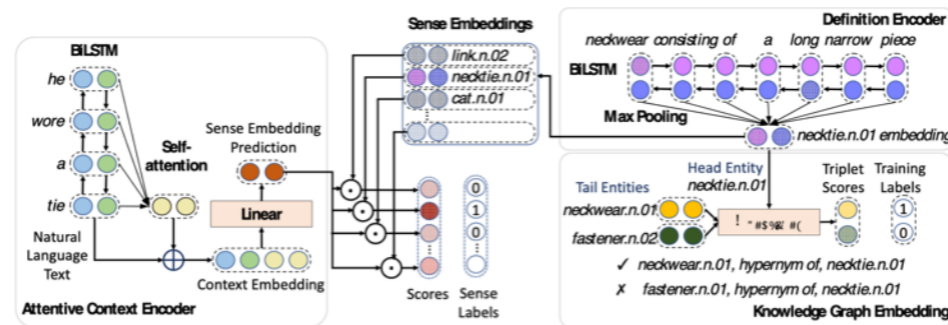 BiLSTM
he
wore
a
tie
Natural
Language
Text
Self-
attention
Sense Embedding
Prediction
Linear
Context Embedding
Attentive Context Encoder
Sense Embeddings
link.n.02
necktie.n.01
cat.n.01
Scores
Sense
Labels
0
1
0
Definition Encoder
neckwear consisting of a long narrow piece
BiLSTM
Max Pooling
necktie.n.01 embedding
Head Entity
necktie.n.01
Tail Entities
neckwear.n.01
fastener.n.02
Triplet
Scores
Training
Labels
1
0
✓ neckwear.n.01, hypernym of, necktie.n.01
✗ fastener.n.01, hypernym of, necktie.n.01
Knowledge Graph Embedding